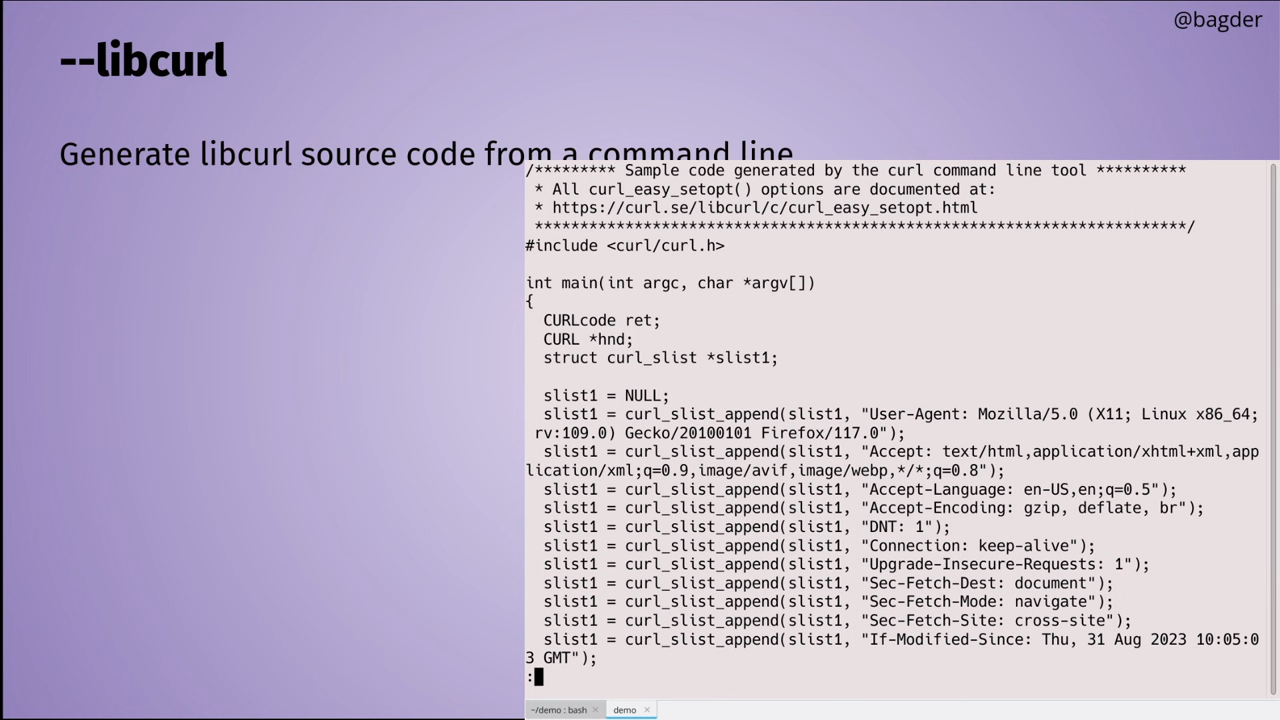 @bagder
--libcurl
Generate libcurl source code from a command line
/********* Sample code generated by the curl command line tool **********
 * All curl_easy_setopt() options are documented at:
 * https://curl.se/libcurl/c/curl_easy_setopt.html
 ************************************************************************/
#include <curl/curl.h>
int main(int argc, char *argv[])
{
  CURLcode ret;
  CURL *hnd;
  struct curl_slist *slist1;
  slist1 = NULL;
  slist1 = curl_slist_append(slist1, "User-Agent: Mozilla/5.0 (X11; Linux x86_64;
 rv:109.0) Gecko/20100101 Firefox/117.0");
  slist1 = curl_slist_append(slist1, "Accept: text/html,application/xhtml+xml,app
lication/xml;q=0.9,image/avif,image/webp,*/*;q=0.8");
  slist1 = curl_slist_append(slist1, "Accept-Language: en-US,en;q=0.5");
  slist1 = curl_slist_append(slist1, "Accept-Encoding: gzip, deflate, br");
  slist1 = curl_slist_append(slist1, "DNT: 1");
  slist1 = curl_slist_append(slist1, "Connection: keep-alive");
  slist1 = curl_slist_append(slist1, "Upgrade-Insecure-Requests: 1");
  slist1 = curl_slist_append(slist1, "Sec-Fetch-Dest: document");
  slist1 = curl_slist_append(slist1, "Sec-Fetch-Mode: navigate");
  slist1 = curl_slist_append(slist1, "Sec-Fetch-Site: cross-site");
  slist1 = curl_slist_append(slist1, "If-Modified-Since: Thu, 31 Aug 2023 10:05:0
3 GMT");
:
~/demo : bash
demo